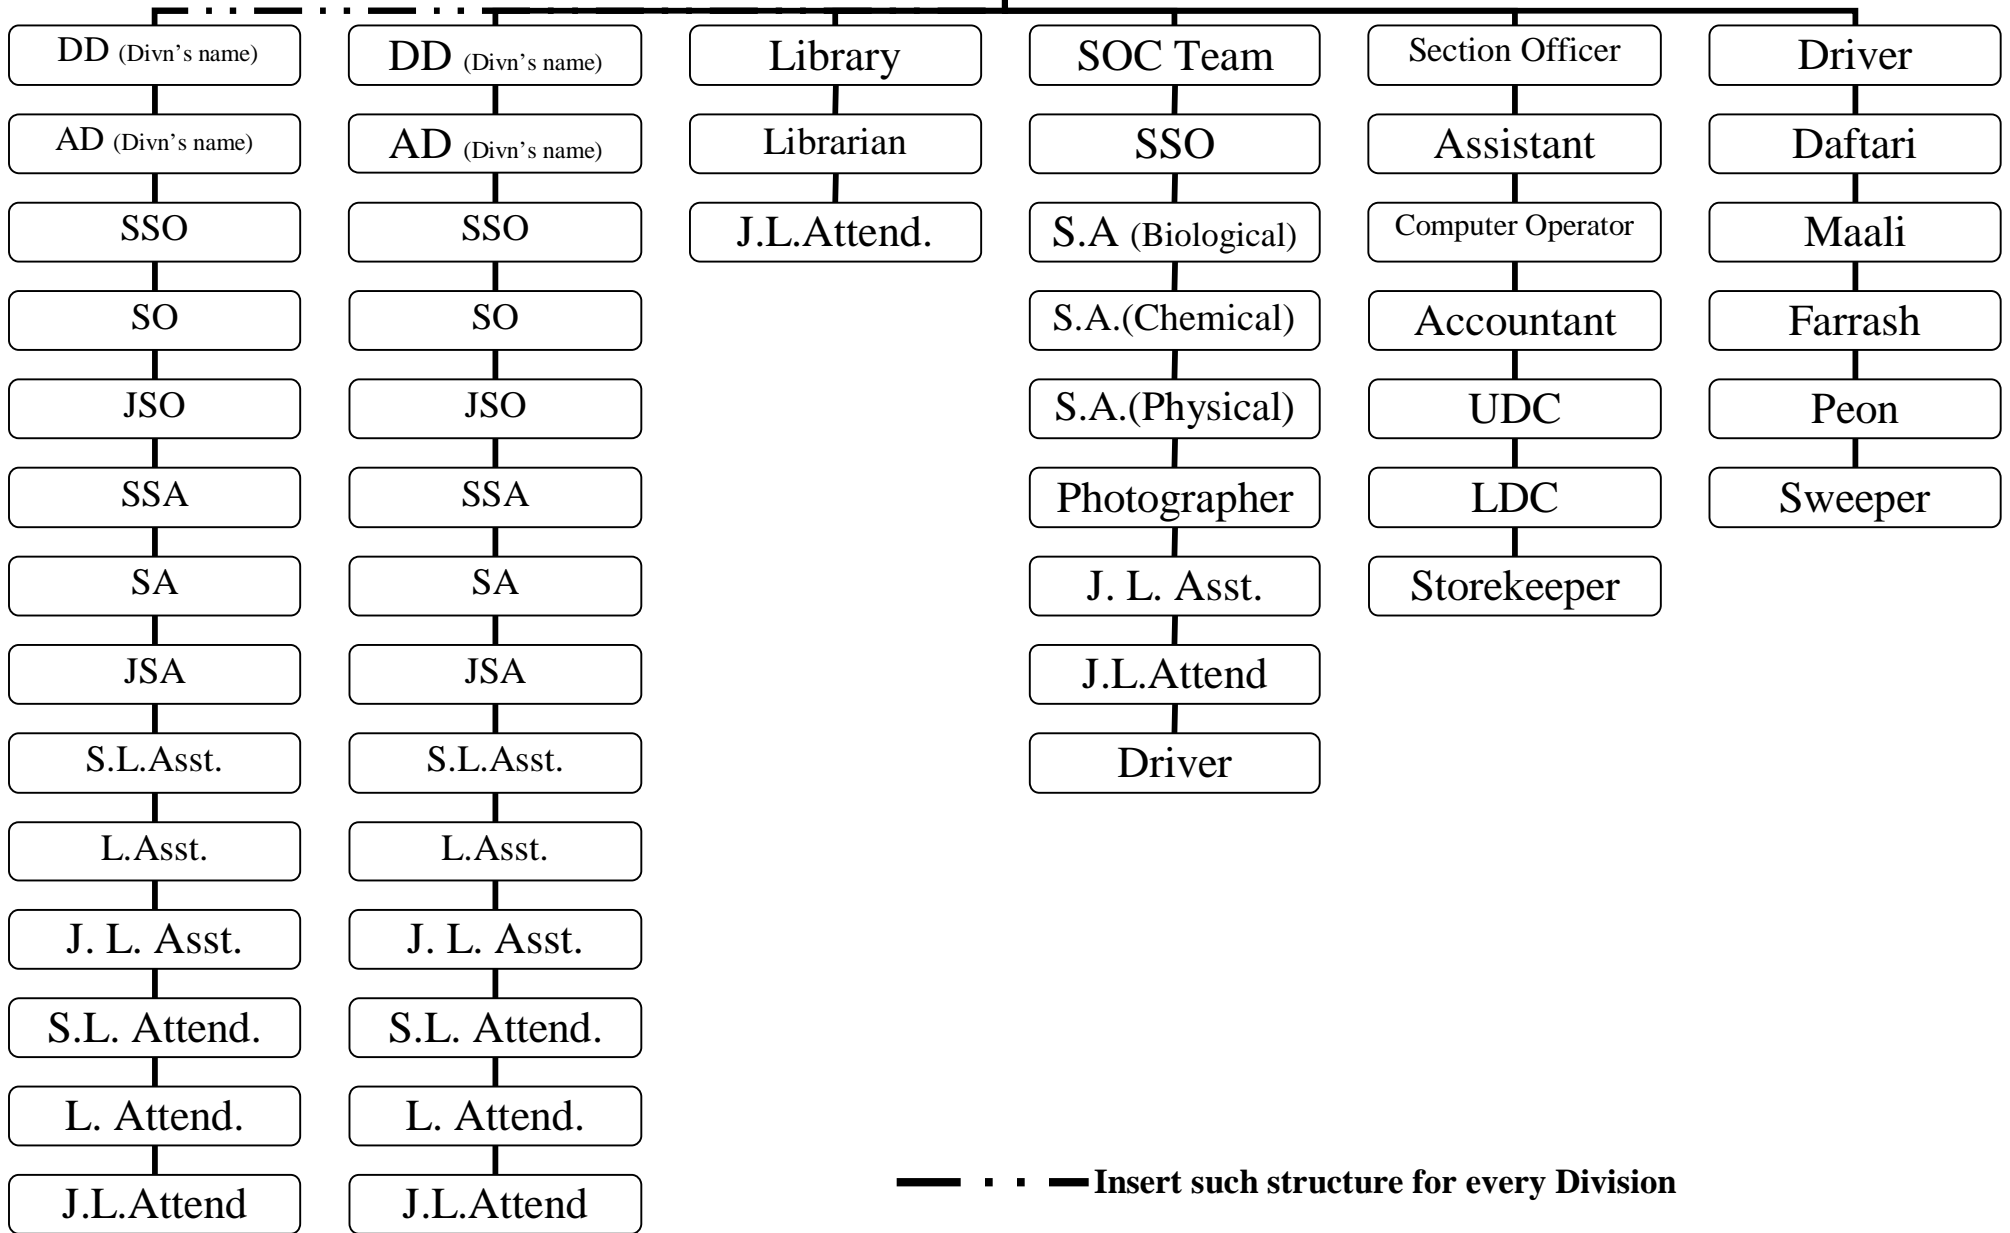 DD (Divn's name)
AD (Divn's name)
SSO
SO
JSO
SSA
SA
JSA
S.L.Asst.
L.Asst.
J. L. Asst.
S.L. Attend.
L. Attend.
J.L.Attend
DD (Divn's name)
AD (Divn's name)
SSO
SO
JSO
SSA
SA
JSA
S.L.Asst.
L.Asst.
J. L. Asst.
S.L. Attend.
L. Attend.
J.L.Attend
Library
Librarian
J.L.Attend.
SOC Team
SSO
S.A (Biological)
S.A.(Chemical)
S.A.(Physical)
Photographer
J. L. Asst.
J.L.Attend
Driver
Section Officer
Assistant
Computer Operator
Accountant
UDC
LDC
Storekeeper
Driver
Daftari
Maali
Farrash
Peon
Sweeper
Insert such structure for every Division